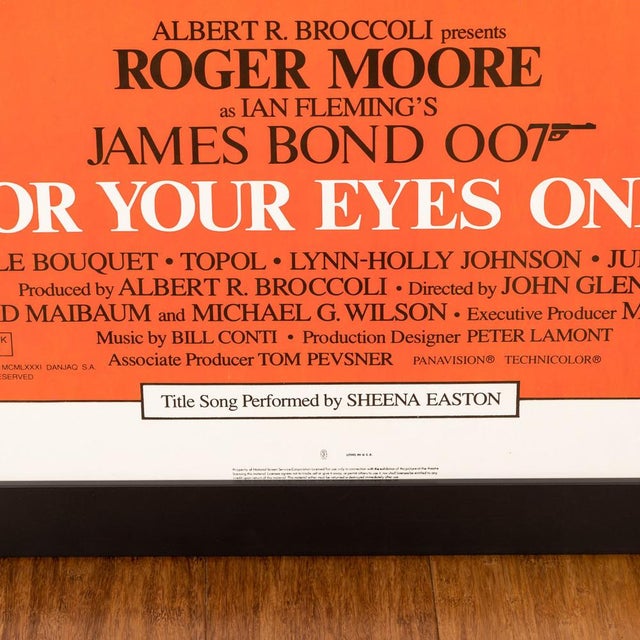 ALBERT R. BROCCOLI presents
ROGER MOORE
as IAN FLEMING'S
JAMES BOND 007
OR YOUR EYES ON
LE BOUQUET • TOPOL • LYNN-HOLLY JOHNSON • JU
Produced by ALBERT R. BROCCOLI • Directed by JOHN GLEN
D MAIBAUM and MICHAEL G. WILSON • Executive Producer M
Music by BILL CONTI • Production Designer PETER LAMONT
Associate Producer TOM PEVSNER PANAVISION® TECHNICOLOR®
K
MCMLXXXI DANJAQ S.A.
ESERVED
Title Song Performed by SHEENA EASTON